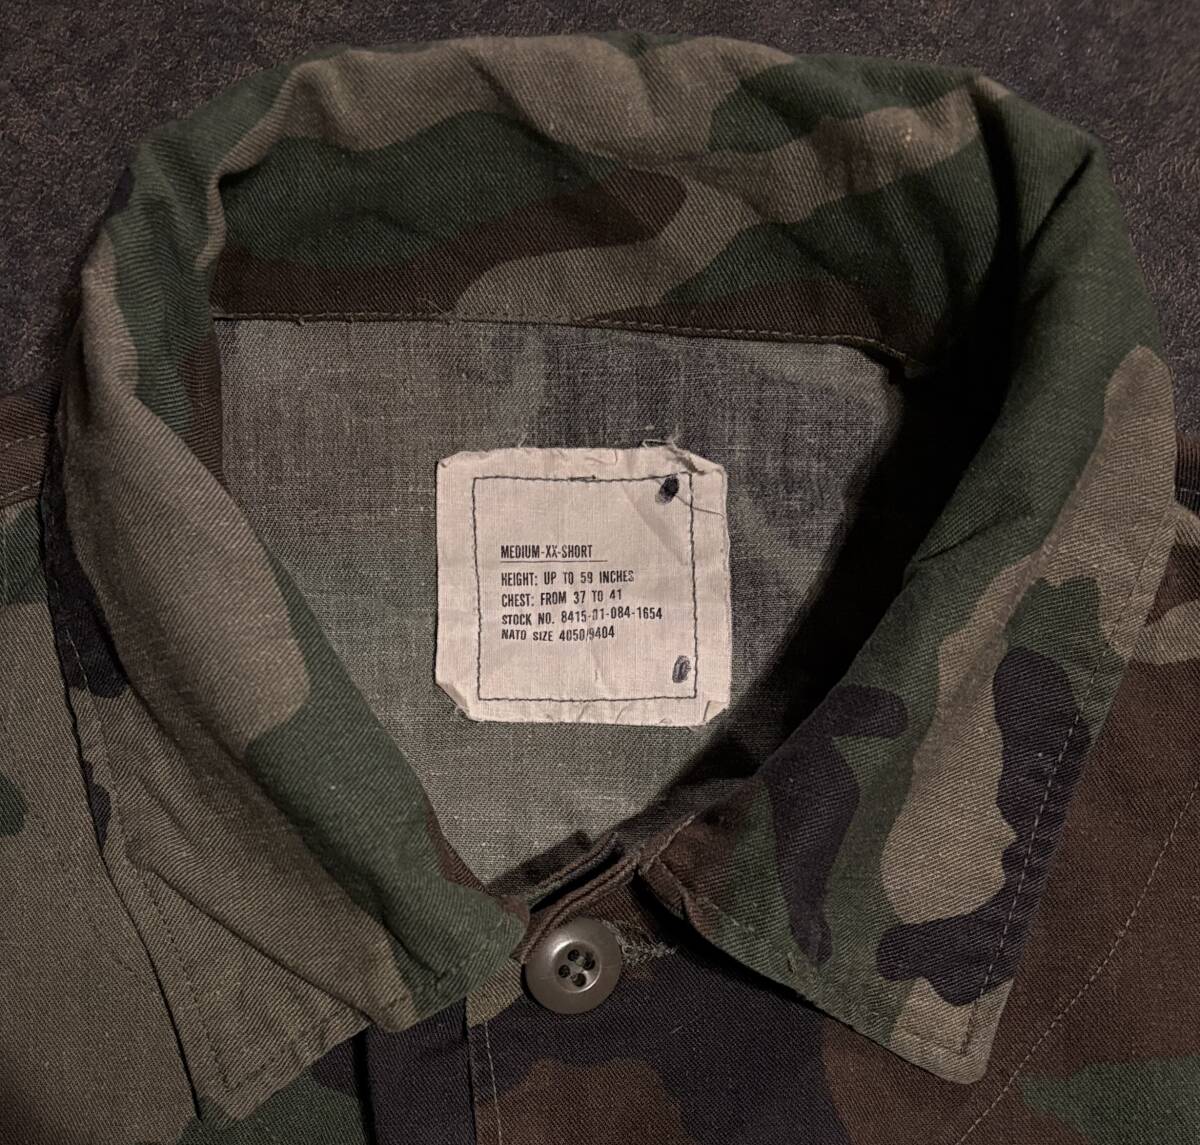 MEDIUM-XX-SHORT
HEIGHT: UP TO 59 INCHES
CHEST: FROM 37 TO 41
STOCK NO. 8415-01-084-1654
NATO SIZE 4050/9404